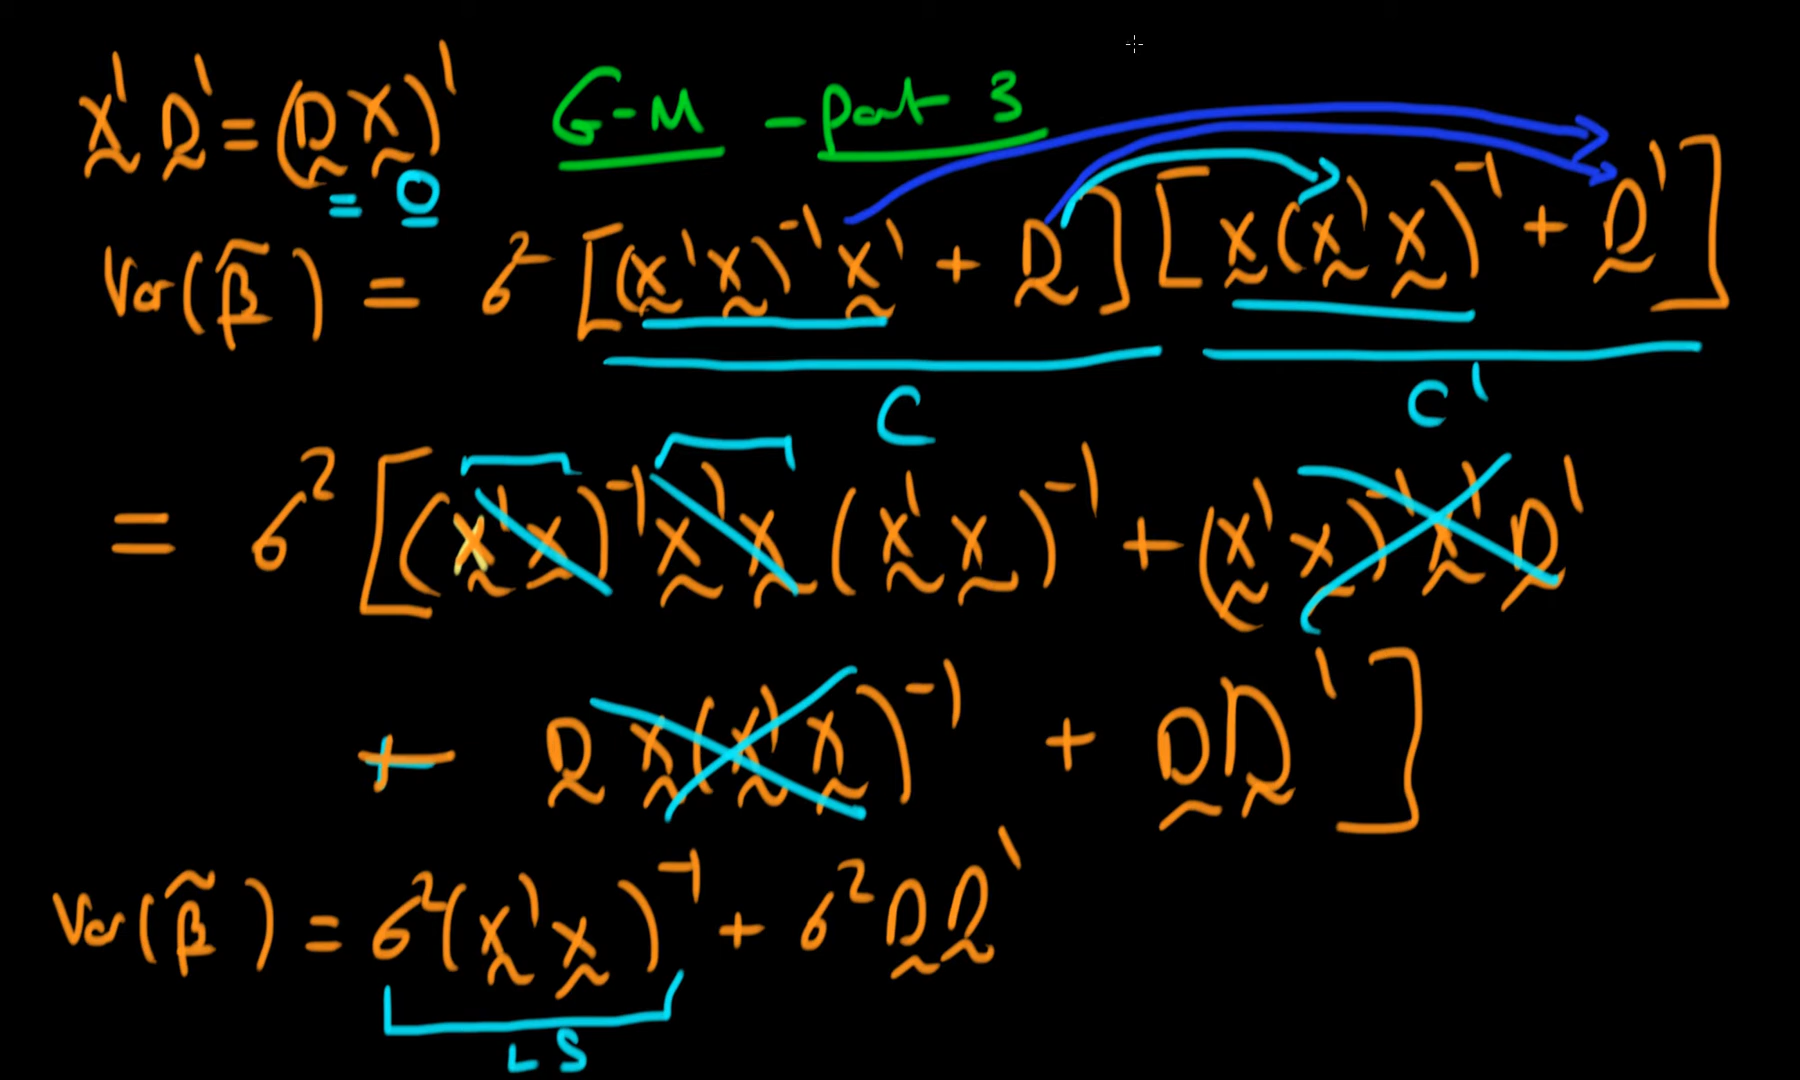 X'D' = (DX)' = 0
G-M - Part 3
Var(β̃) = σ²[(X'X)⁻¹X' + D][X(X'X)⁻¹ + D']
C C'
= σ²[(X'X)⁻¹X'X(X'X)⁻¹ + (X'X)⁻¹X'D'
+ DX(X'X)⁻¹ + DD']
Var(β̃) = σ²(X'X)⁻¹ + σ²DD'
LS